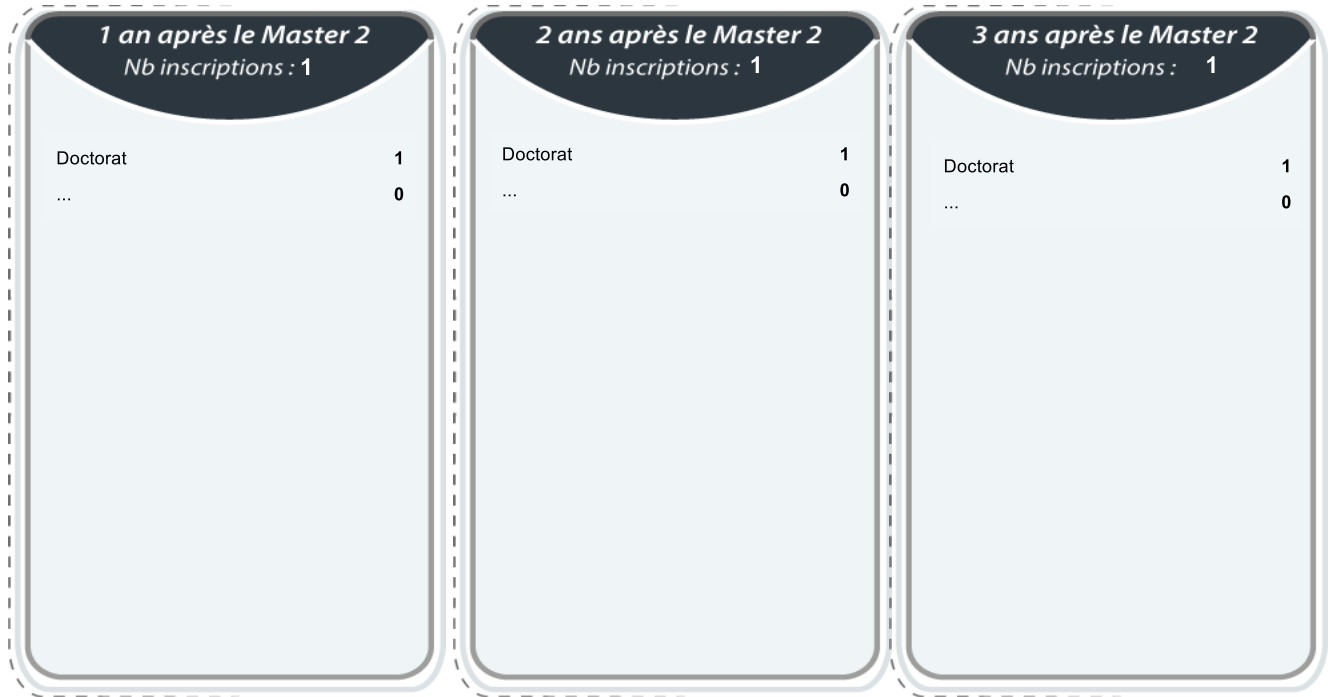 1 an après le Master 2
Nb inscriptions : 1
Doctorat 1
... 0
2 ans après le Master 2
Nb inscriptions : 1
Doctorat 1
... 0
3 ans après le Master 2
Nb inscriptions : 1
Doctorat 1
... 0